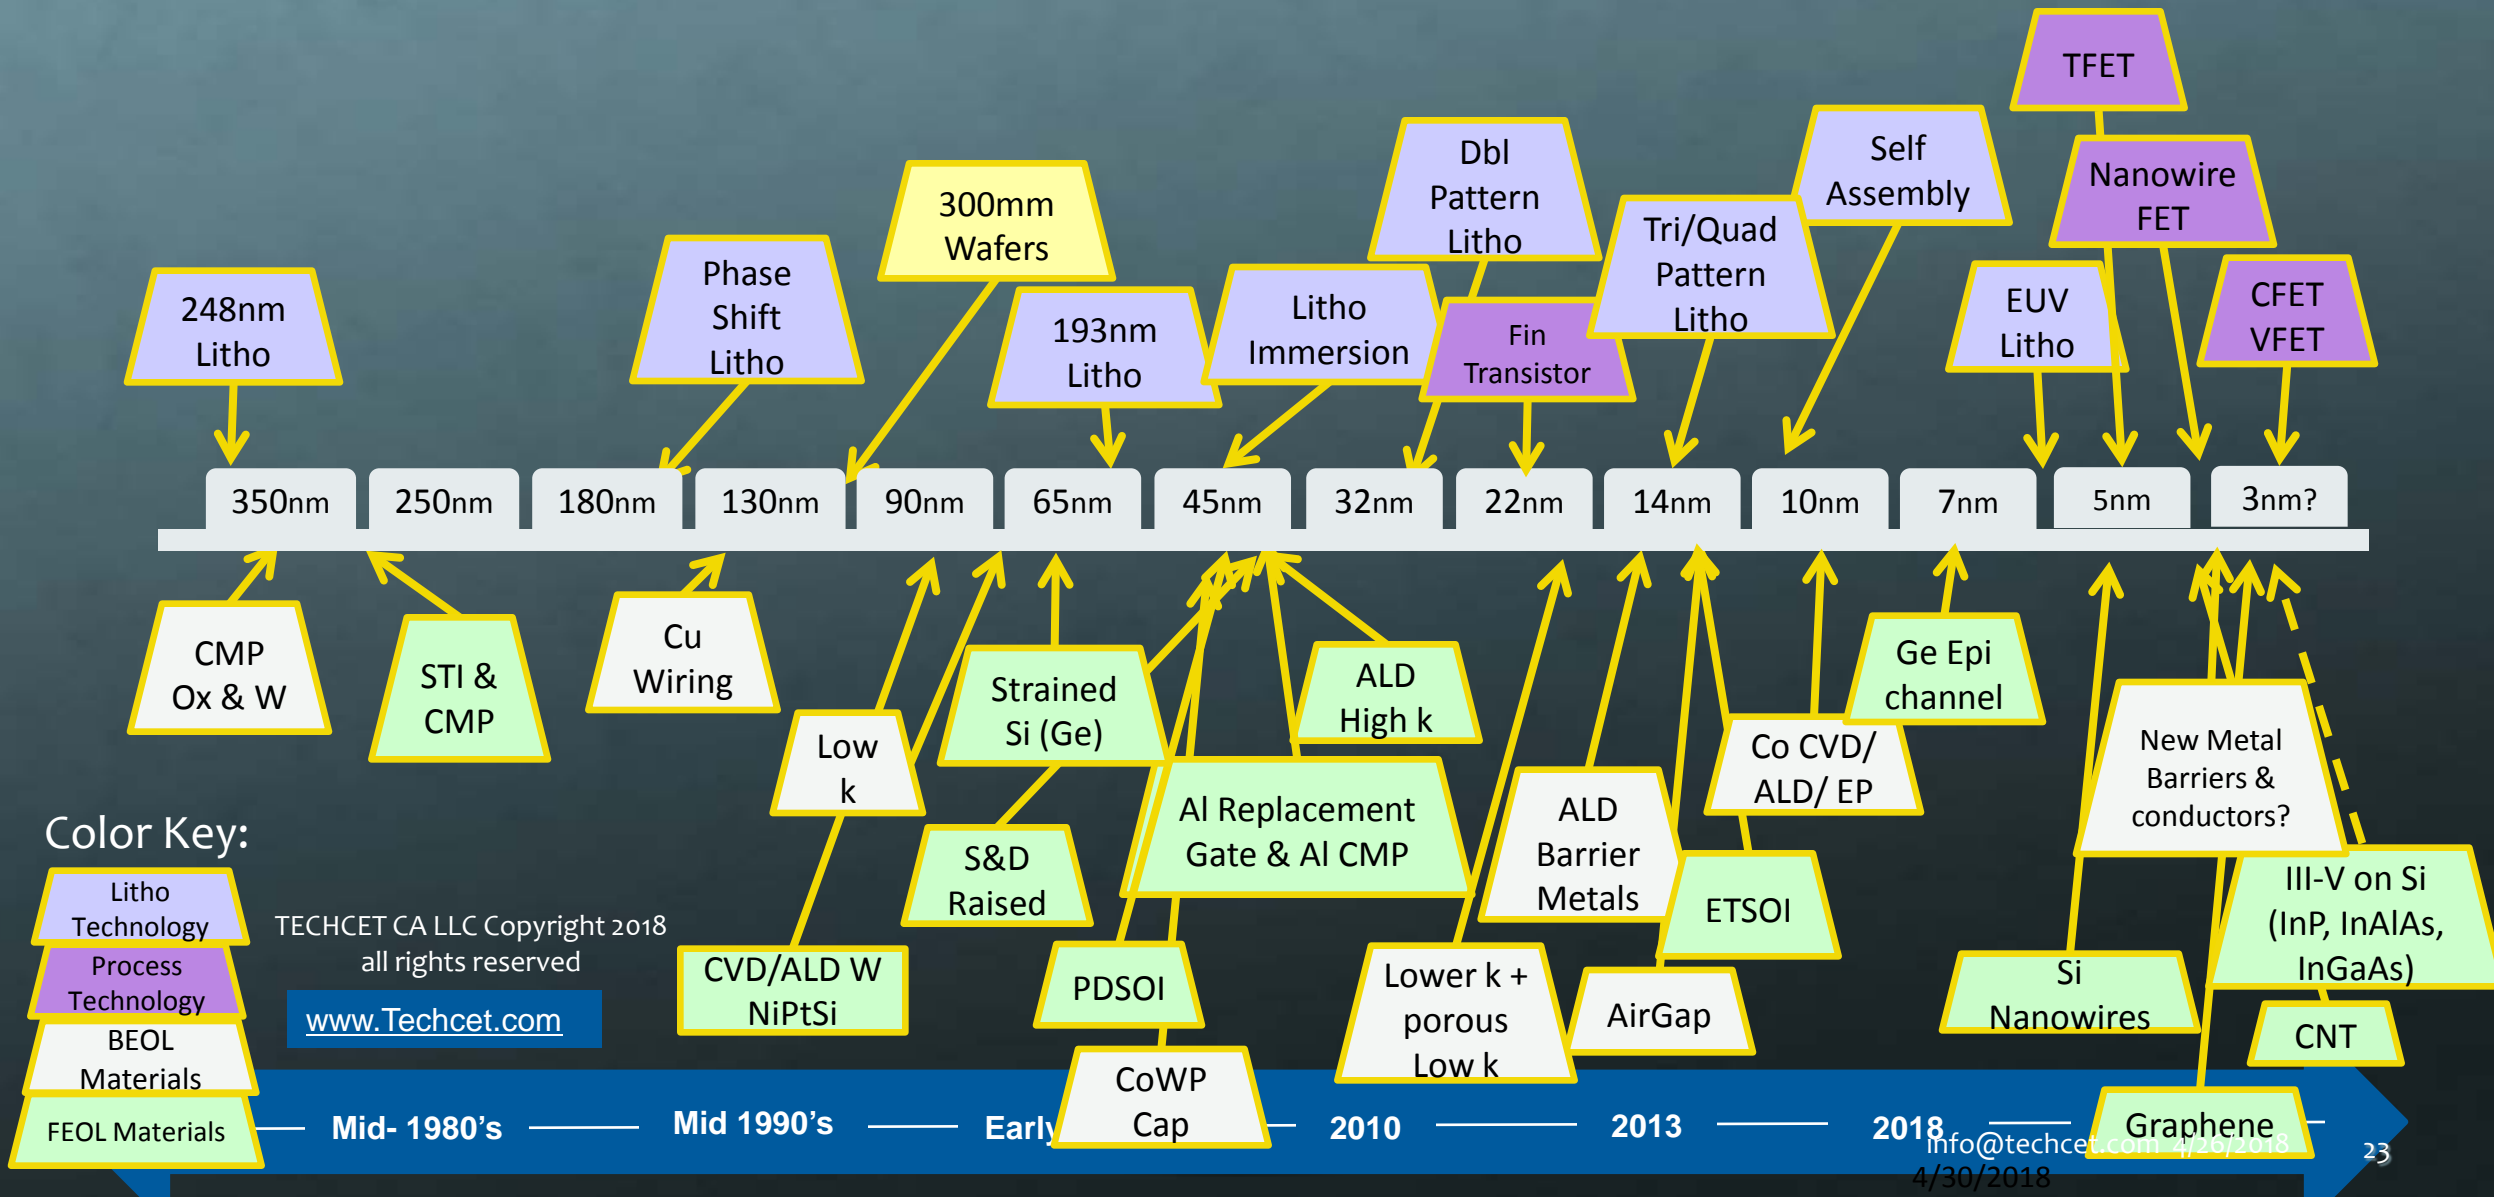 TFET
Nanowire
FET
CFET
VFET
Self
Assembly
EUV
Litho
Dbl
Pattern
Litho
Tri/Quad
Pattern
Litho
Fin
Transistor
Litho
Immersion
300mm
Wafers
193nm
Litho
Phase
Shift
Litho
248nm
Litho
350nm
250nm
180nm
130nm
90nm
65nm
45nm
32nm
22nm
14nm
10nm
7nm
5nm
3nm?
CMP
Ox & W
STI &
CMP
Cu
Wiring
Low
k
CVD/ALD W
NiPtSi
Strained
Si (Ge)
S&D
Raised
PDSOI
CoWP
Cap
Al Replacement
Gate & Al CMP
ALD
High k
Lower k +
porous
Low k
ALD
Barrier
Metals
AirGap
ETSOI
Co CVD/
ALD/ EP
Ge Epi
channel
Si
Nanowires
New Metal
Barriers &
conductors?
III-V on Si
(InP, InAlAs,
InGaAs)
CNT
Graphene
Color Key:
Litho
Technology
Process
Technology
BEOL
Materials
FEOL Materials
TECHCET CA LLC Copyright 2018
all rights reserved
www.Techcet.com
Mid- 1980's
Mid 1990's
Early
2010
2013
2018
info@techcet.com 4/26/2018
4/30/2018
23